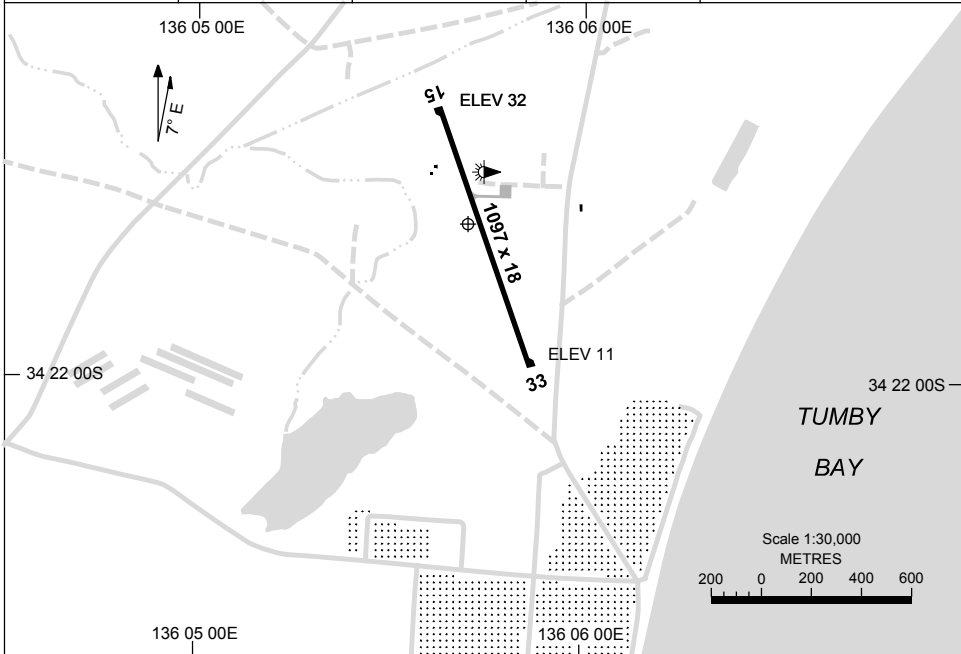 136 05 00E
136 06 00E
7° E
15
ELEV 32
1097 x 18
ELEV 11
33
34 22 00S
34 22 00S
TUMBY
BAY
Scale 1:30,000
METRES
200 0 200 400 600
136 05 00E
136 06 00E